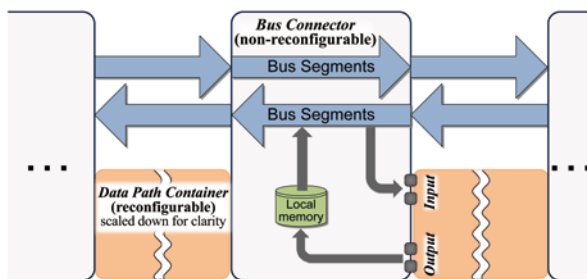 Bus Connector
(non-reconfigurable)
Bus Segments
Bus Segments
...
...
Data Path Container
(reconfigurable)
scaled down for clarity
Local
memory
Input
Output